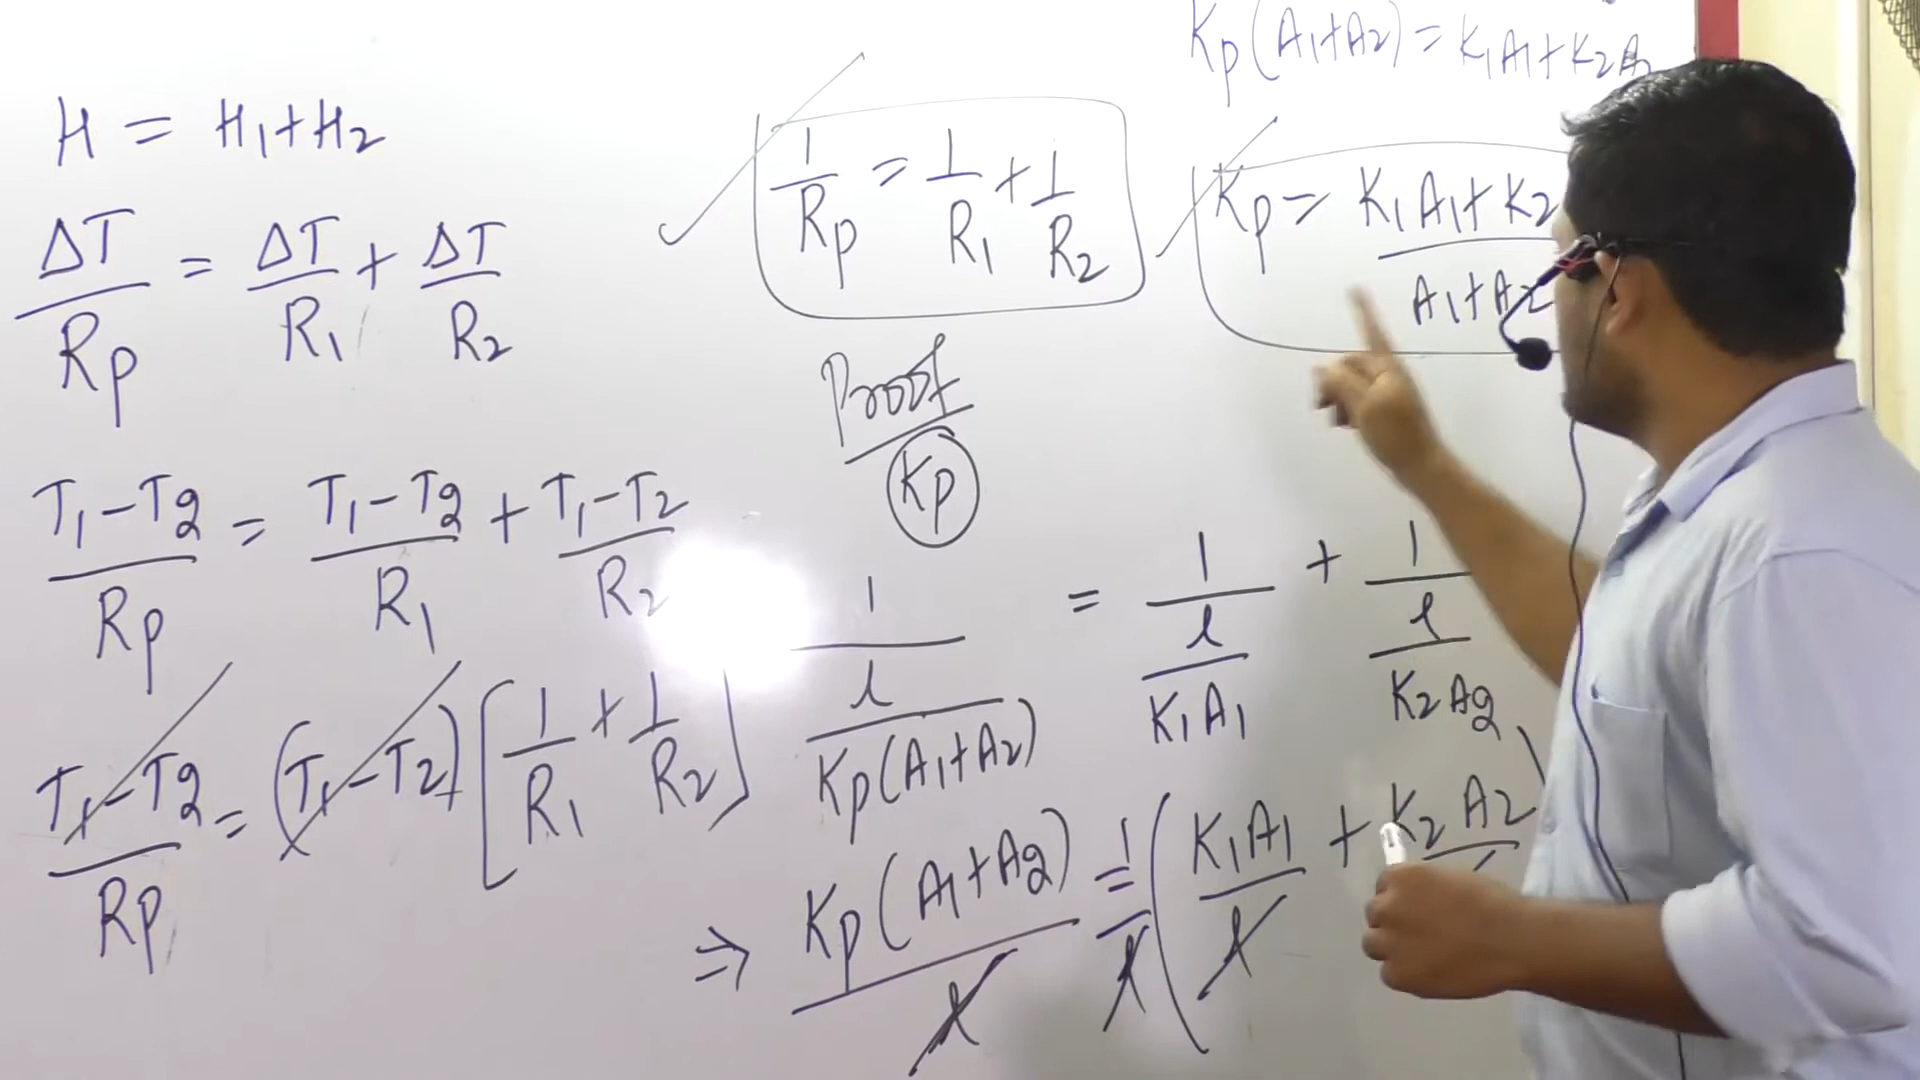 H = H₁+H₂
ΔT/Rp = ΔT/R₁ + ΔT/R₂
T₁-T₂/Rp = T₁-T₂/R₁ + T₁-T₂/R₂
T₁-T₂/Rp = (T₁-T₂) [1/R₁ + 1/R₂]
1/Rp = 1/R₁ + 1/R₂
Proof
Kp
1/(l/Kp(A₁+A₂)) = 1/(l/K₁A₁) + 1/(l/K₂A₂)
⇒ Kp(A₁+A₂)/l = 1/l (K₁A₁/l + K₂A₂
Kp(A₁+A₂) = K₁A₁+K₂A₂
Kp = K₁A₁+K₂/A₁+A₂